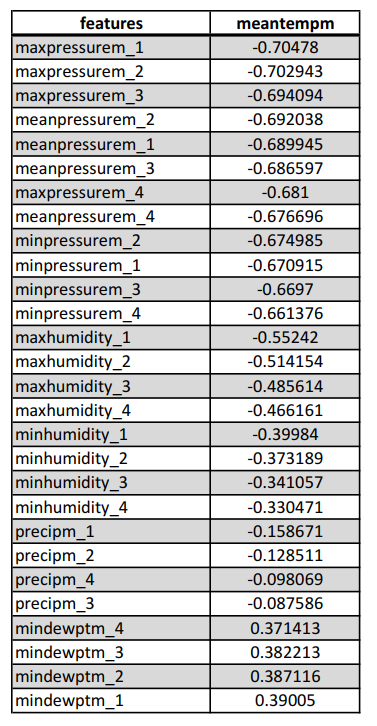 features meantempm
maxpressurem_1 -0.70478
maxpressurem_2 -0.702943
maxpressurem_3 -0.694094
meanpressurem_2 -0.692038
meanpressurem_1 -0.689945
meanpressurem_3 -0.686597
maxpressurem_4 -0.681
meanpressurem_4 -0.676696
minpressurem_2 -0.674985
minpressurem_1 -0.670915
minpressurem_3 -0.6697
minpressurem_4 -0.661376
maxhumidity_1 -0.55242
maxhumidity_2 -0.514154
maxhumidity_3 -0.485614
maxhumidity_4 -0.466161
minhumidity_1 -0.39984
minhumidity_2 -0.373189
minhumidity_3 -0.341057
minhumidity_4 -0.330471
precipm_1 -0.158671
precipm_2 -0.128511
precipm_4 -0.098069
precipm_3 -0.087586
mindewptm_4 0.371413
mindewptm_3 0.382213
mindewptm_2 0.387116
mindewptm_1 0.39005